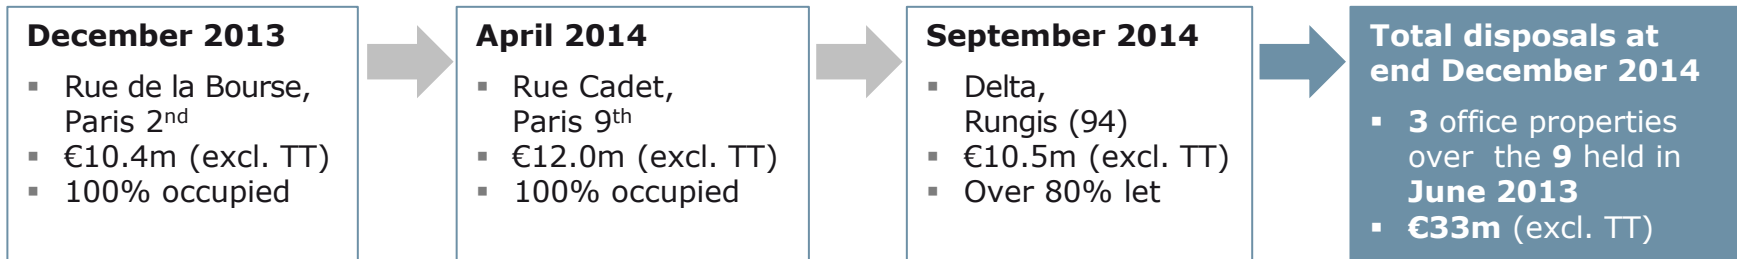 December 2013
▪ Rue de la Bourse,
Paris 2nd
▪ €10.4m (excl. TT)
▪ 100% occupied
April 2014
▪ Rue Cadet,
Paris 9th
▪ €12.0m (excl. TT)
▪ 100% occupied
September 2014
▪ Delta,
Rungis (94)
▪ €10.5m (excl. TT)
▪ Over 80% let
Total disposals at
end December 2014
▪ 3 office properties
over the 9 held in
June 2013
▪ €33m (excl. TT)